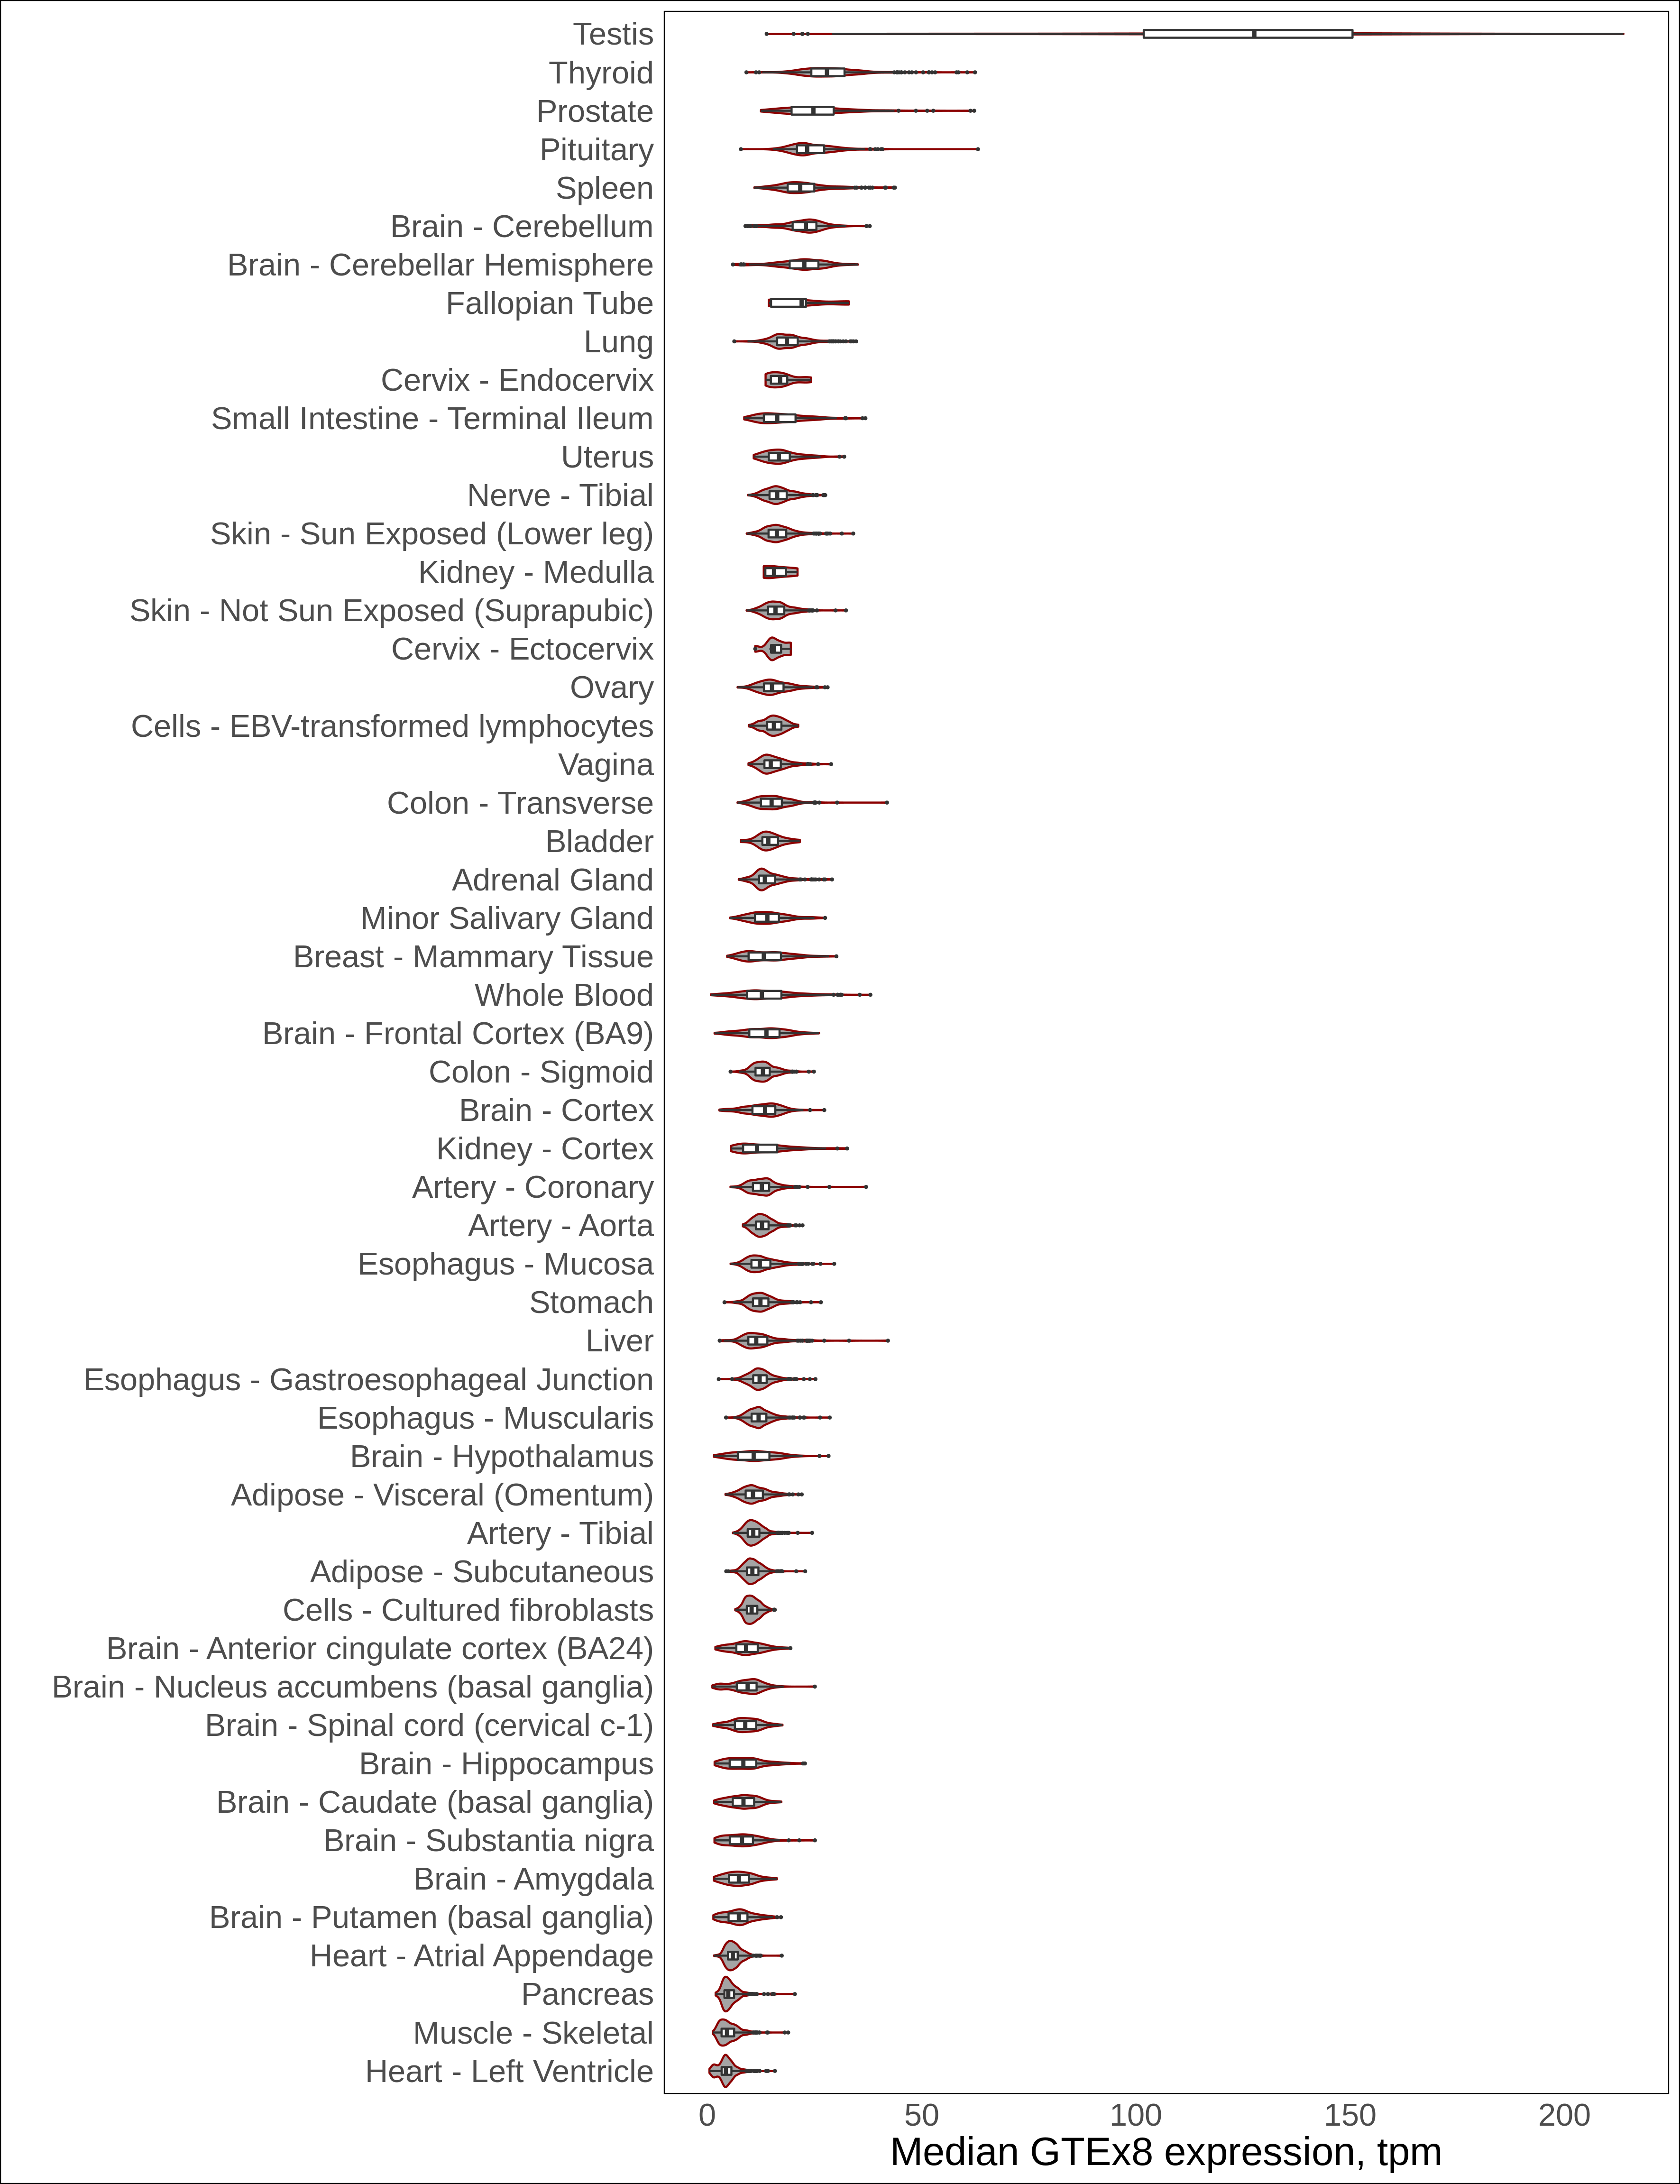 Testis
Thyroid
Prostate
Pituitary
Spleen
Brain - Cerebellum
Brain - Cerebellar Hemisphere
Fallopian Tube
Lung
Cervix - Endocervix
Small Intestine - Terminal Ileum
Uterus
Nerve - Tibial
Skin - Sun Exposed (Lower leg)
Kidney - Medulla
Skin - Not Sun Exposed (Suprapubic)
Cervix - Ectocervix
Ovary
Cells - EBV-transformed lymphocytes
Vagina
Colon - Transverse
Bladder
Adrenal Gland
Minor Salivary Gland
Breast - Mammary Tissue
Whole Blood
Brain - Frontal Cortex (BA9)
Colon - Sigmoid
Brain - Cortex
Kidney - Cortex
Artery - Coronary
Artery - Aorta
Esophagus - Mucosa
Stomach
Liver
Esophagus - Gastroesophageal Junction
Esophagus - Muscularis
Brain - Hypothalamus
Adipose - Visceral (Omentum)
Artery - Tibial
Adipose - Subcutaneous
Cells - Cultured fibroblasts
Brain - Anterior cingulate cortex (BA24)
Brain - Nucleus accumbens (basal ganglia)
Brain - Spinal cord (cervical c-1)
Brain - Hippocampus
Brain - Caudate (basal ganglia)
Brain - Substantia nigra
Brain - Amygdala
Brain - Putamen (basal ganglia)
Heart - Atrial Appendage
Pancreas
Muscle - Skeletal
Heart - Left Ventricle
0 50 100 150 200
Median GTEx8 expression, tpm